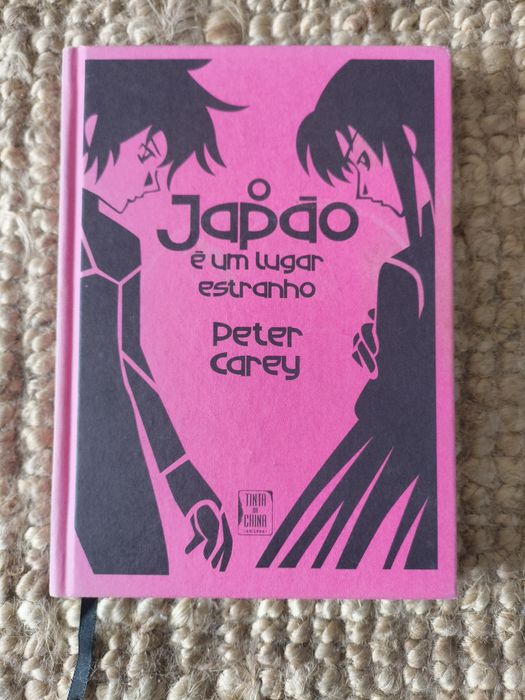 O
Japão
é um lugar
estranho
Peter
Carey
TINTA
DA
CHINA